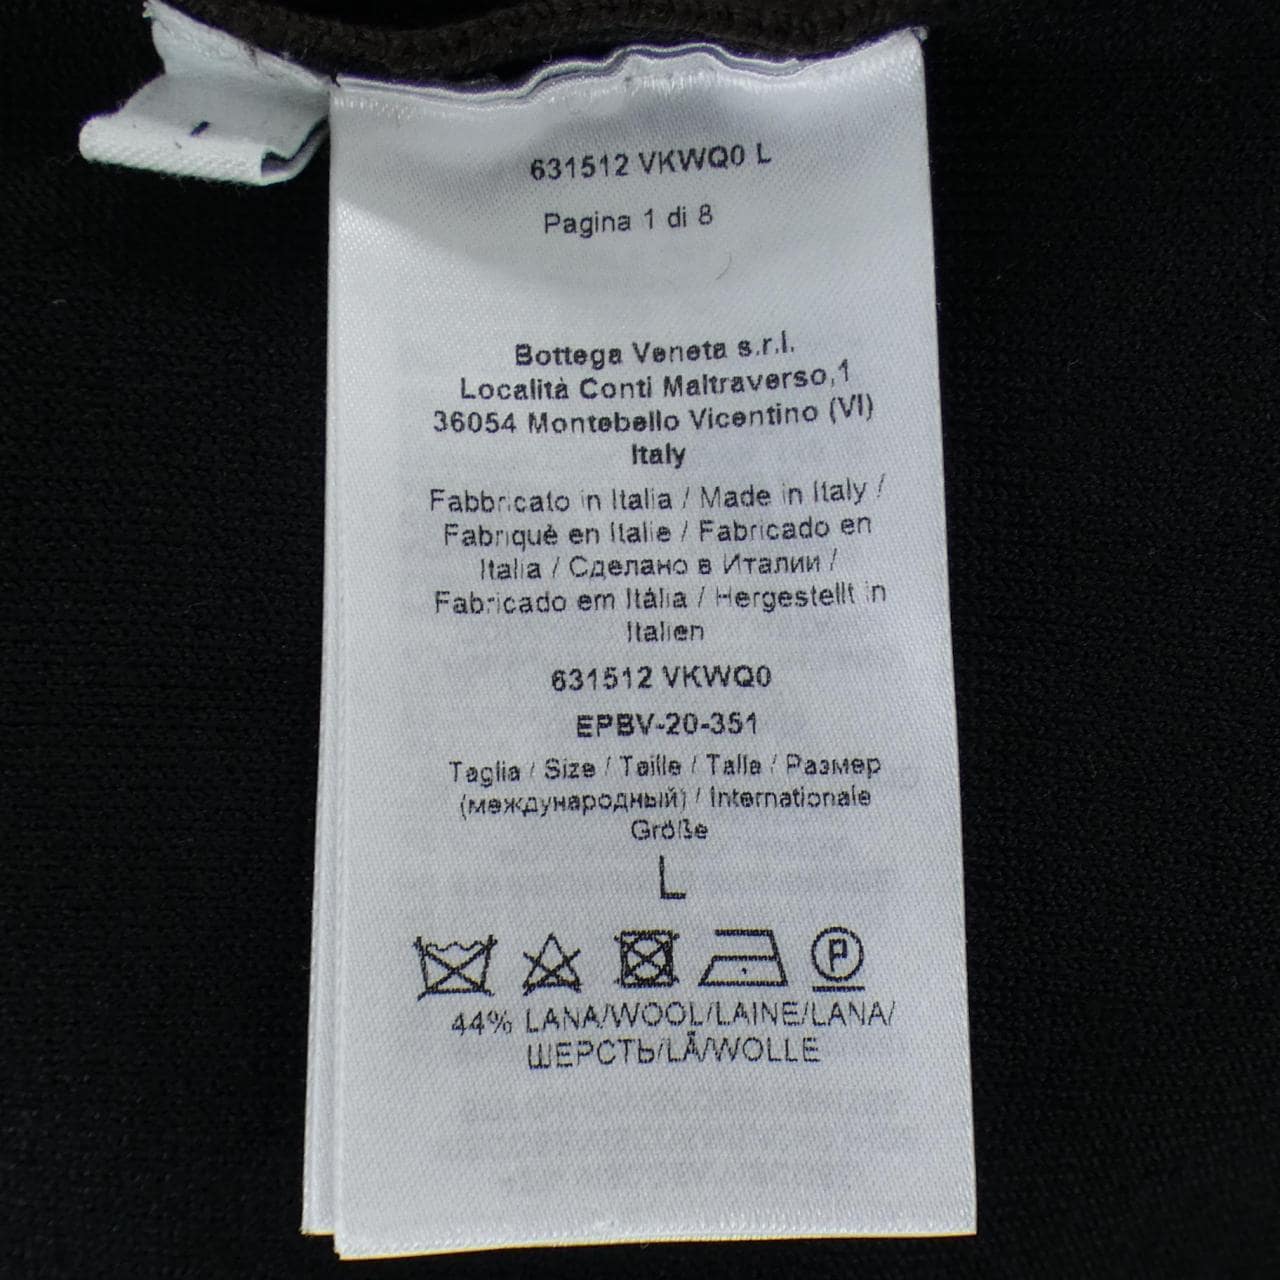 631512 VKWQ0 L
Pagina 1 di 8
Bottega Veneta s.r.l.
Località Conti Maltraverso,1
36054 Montebello Vicentino (VI)
Italy
Fabbricato in Italia / Made in Italy /
Fabriqué en Italie / Fabricado en
Italia / Сделано в Италии /
Fabricado em Itália / Hergestellt in
Italien
631512 VKWQ0
EPBV-20-351
Taglia / Size / Taille / Talla / Размер
(международный) / Internationale
Größe
L
P
44% LANA/WOOL/LAINE/LANA/
ШЕРСТЬ/LÃ/WOLLE